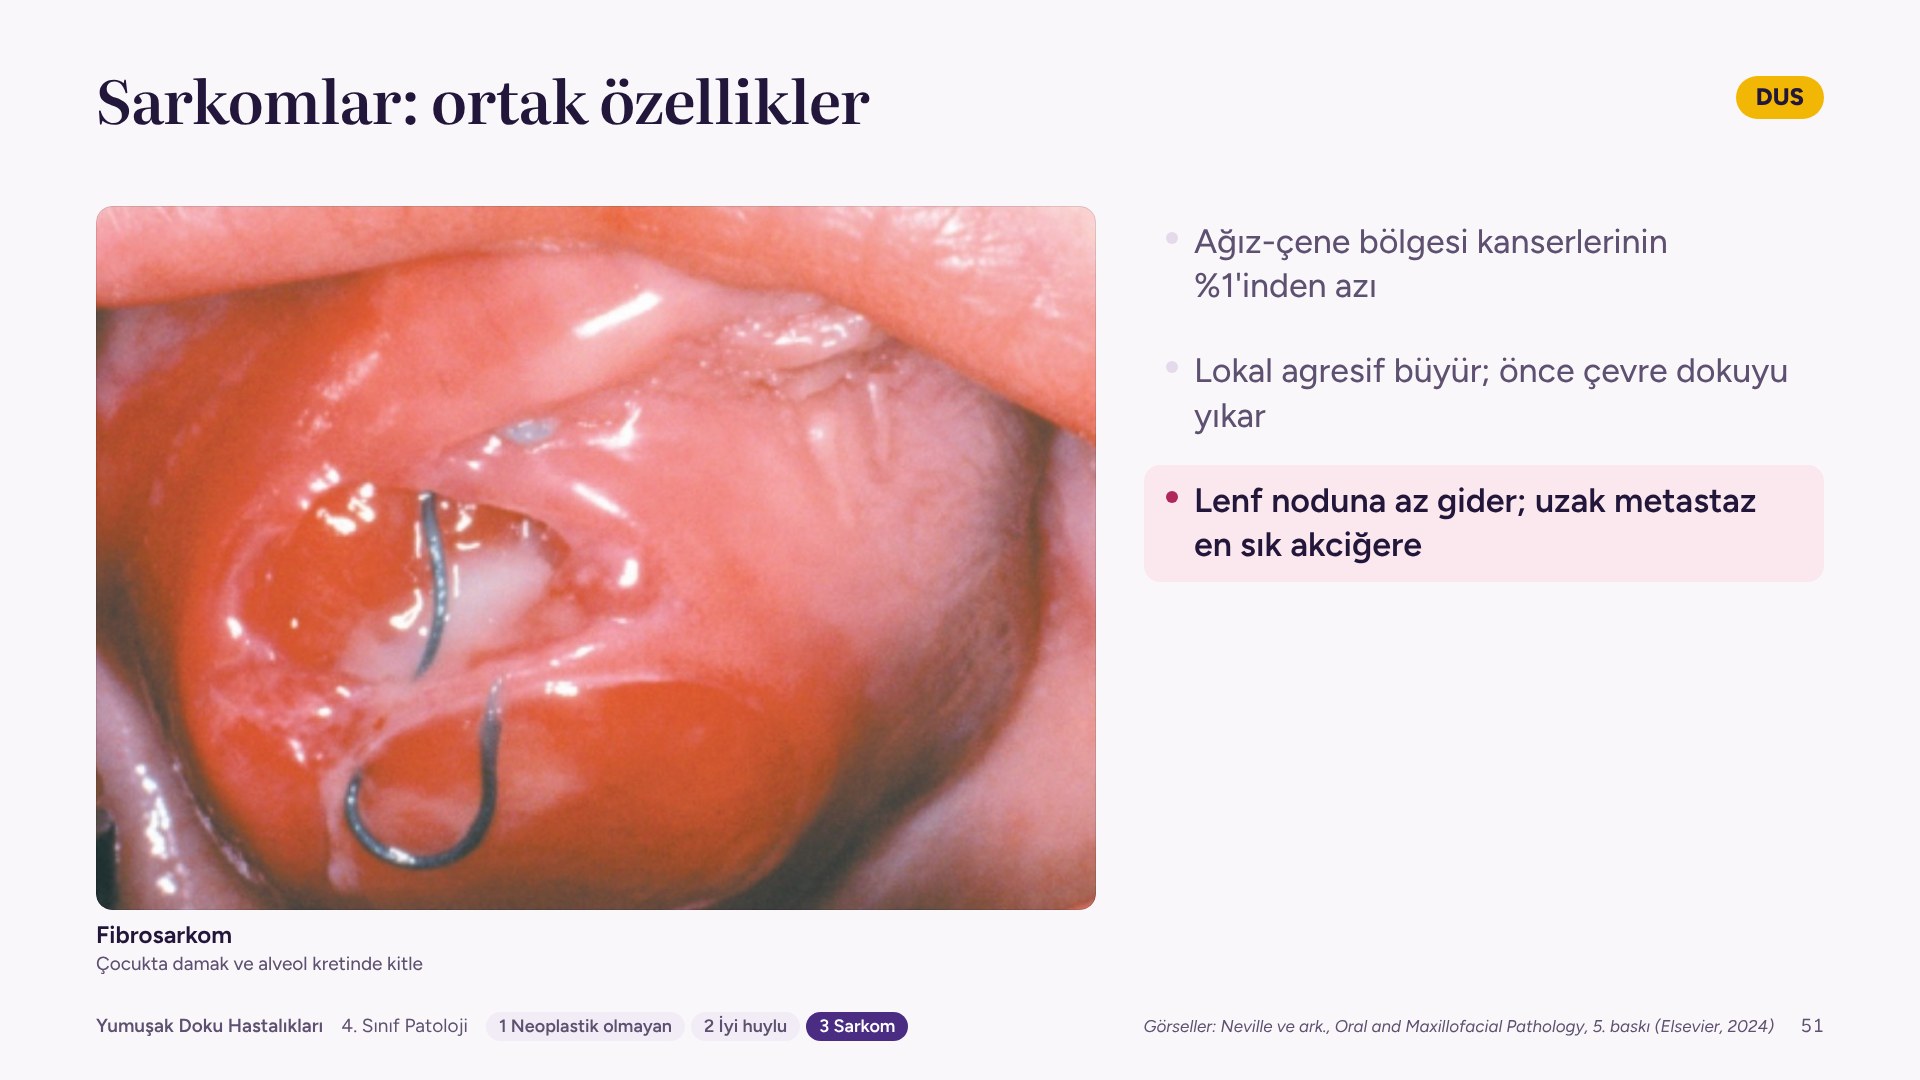 Sarkomlar: ortak özellikler
DUS
Ağız-çene bölgesi kanserlerinin
%1'inden azı
Lokal agresif büyür; önce çevre dokuyu
yıkar
Lenf noduna az gider; uzak metastaz
en sık akciğere
Fibrosarkom
Çocukta damak ve alveol kretinde kitle
Yumuşak Doku Hastalıkları 4. Sınıf Patoloji 1 Neoplastik olmayan 2 İyi huylu 3 Sarkom
Görseller: Neville ve ark., Oral and Maxillofacial Pathology, 5. baskı (Elsevier, 2024) 51